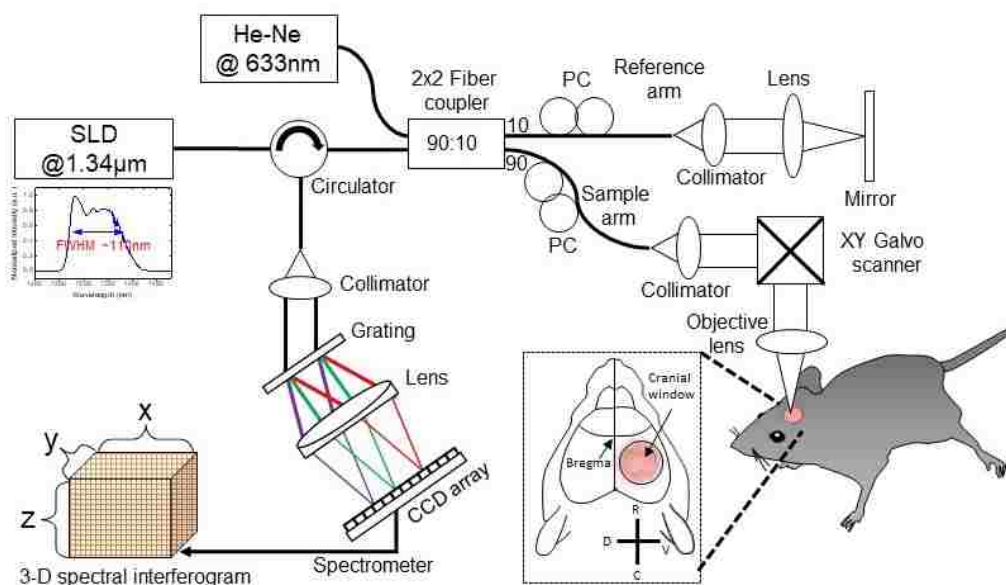 He-Ne
@ 633nm
SLD
@1.34µm
FWHM ~110nm
Circulator
2x2 Fiber
coupler
90:10
10
90
PC
Reference
arm
Lens
Collimator
Mirror
PC
Sample
arm
Collimator
XY Galvo
scanner
Objective
lens
Collimator
Grating
Lens
CCD array
Spectrometer
x
y
z
3-D spectral interferogram
Cranial
window
Bregma
R
D
V
C